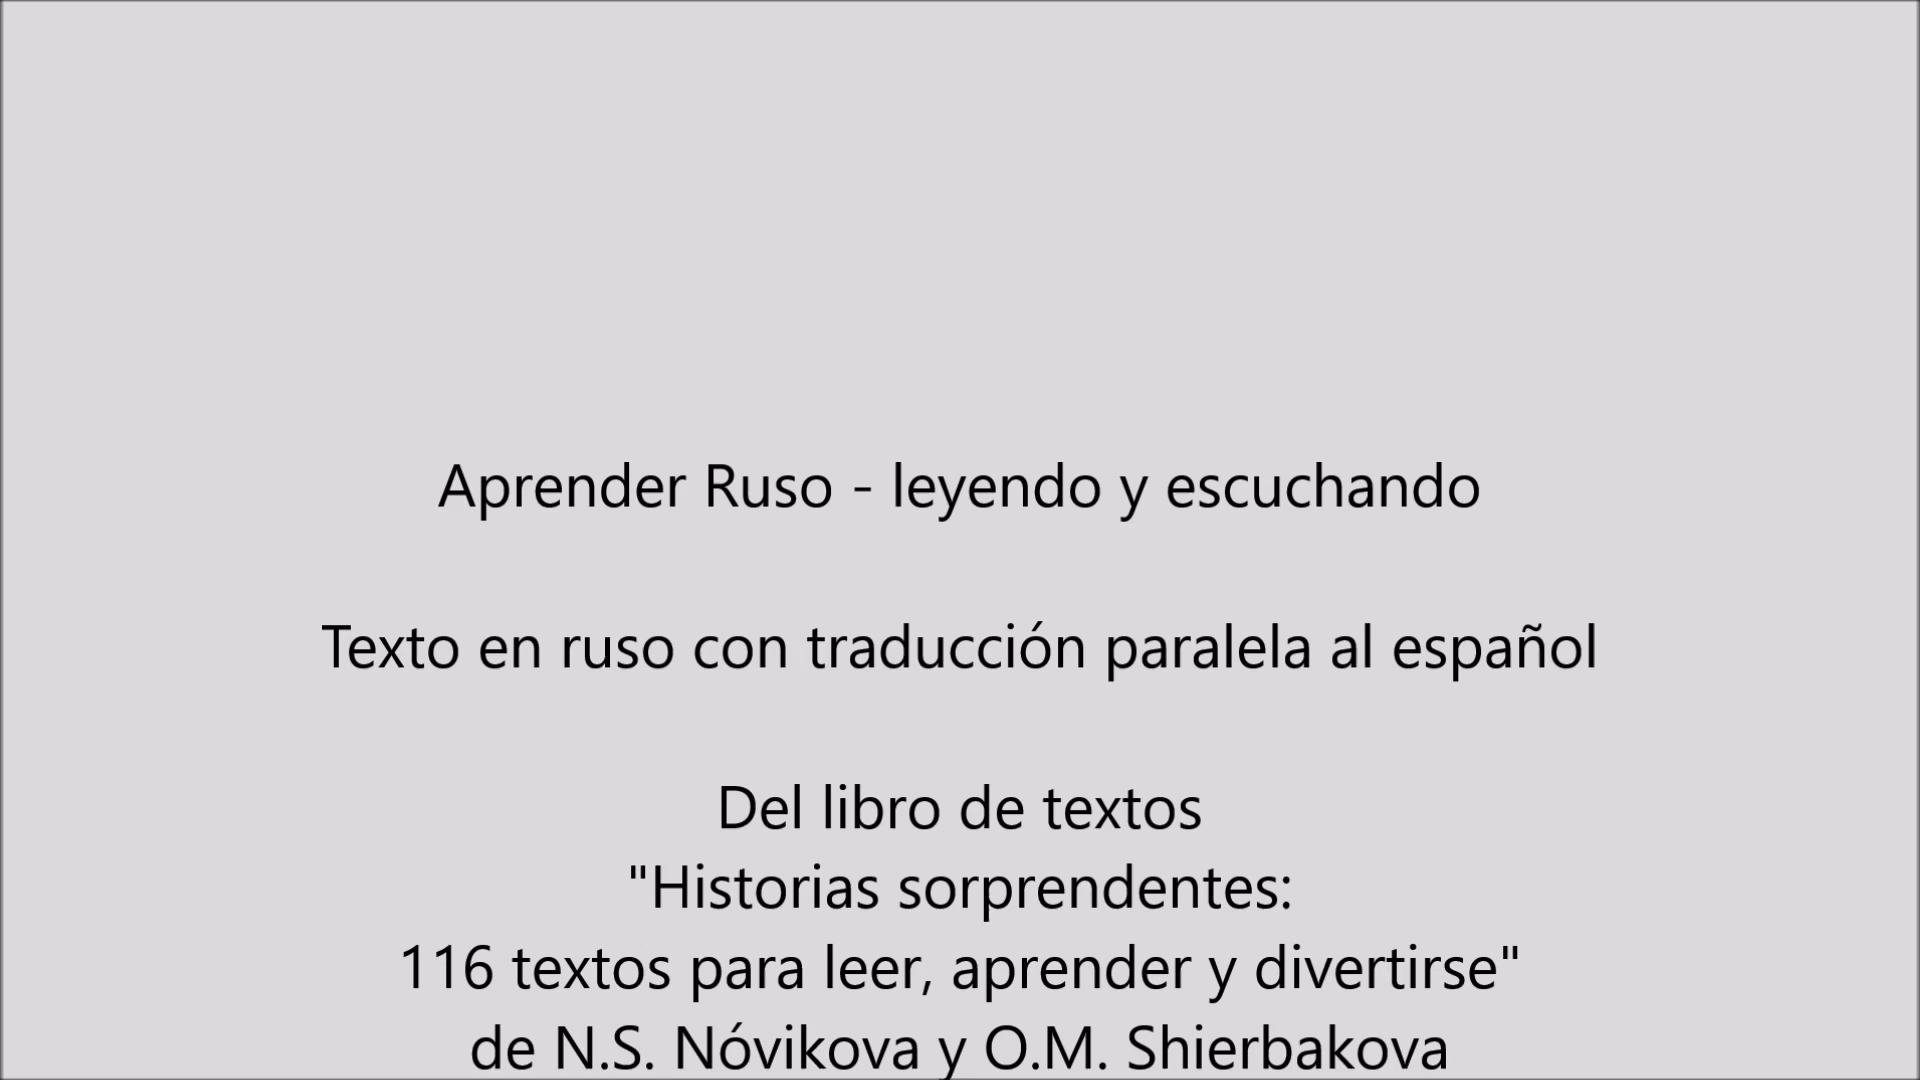 Aprender Ruso - leyendo y escuchando
Texto en ruso con traducción paralela al español
Del libro de textos
"Historias sorprendentes:
116 textos para leer, aprender y divertirse"
de N.S. Nóvikova y O.M. Shierbakova